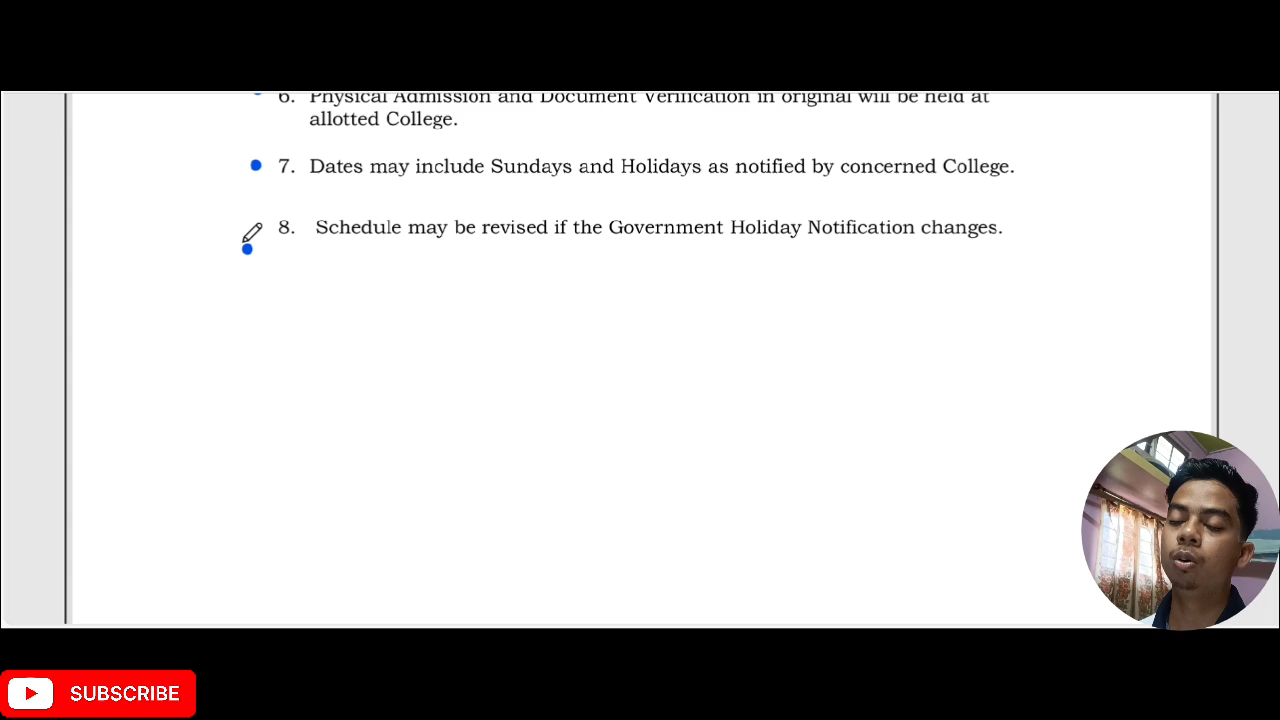 6. Physical Admission and Document Verification in original will be held at
allotted College.
7. Dates may include Sundays and Holidays as notified by concerned College.
8. Schedule may be revised if the Government Holiday Notification changes.
SUBSCRIBE